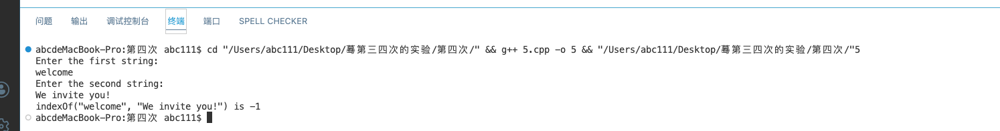 问题 输出 调试控制台 终端 端口 SPELL CHECKER
abcdeMacBook-Pro:第四次 abc111$ cd "/Users/abc111/Desktop/蓦第三四次的实验/第四次/" && g++ 5.cpp -o 5 && "/Users/abc111/Desktop/蓦第三四次的实验/第四次/"5
Enter the first string:
welcome
Enter the second string:
We invite you!
indexOf("welcome", "We invite you!") is -1
abcdeMacBook-Pro:第四次 abc111$